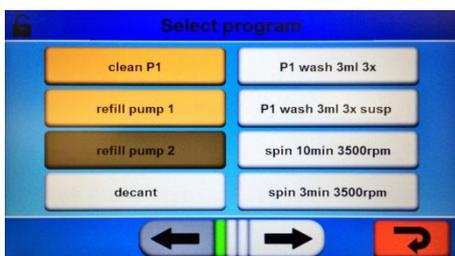 Select program
clean P1
P1 wash 3ml 3x
refill pump 1
P1 wash 3ml 3x susp
refill pump 2
spin 10min 3500rpm
decant
spin 3min 3500rpm